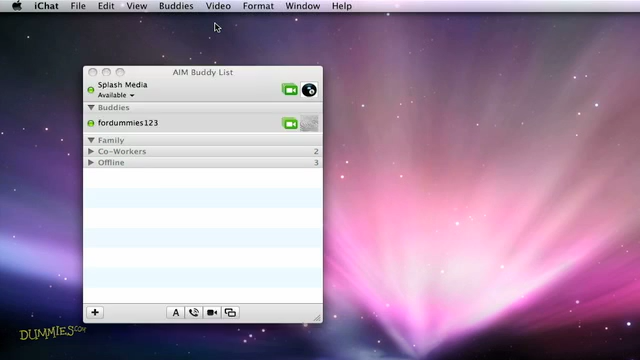 iChat File Edit View Buddies Video Format Window Help
AIM Buddy List
Splash Media
Available
Buddies
fordummies123
Family
Co-Workers 2
Offline 3
A
DUMMIES.COM